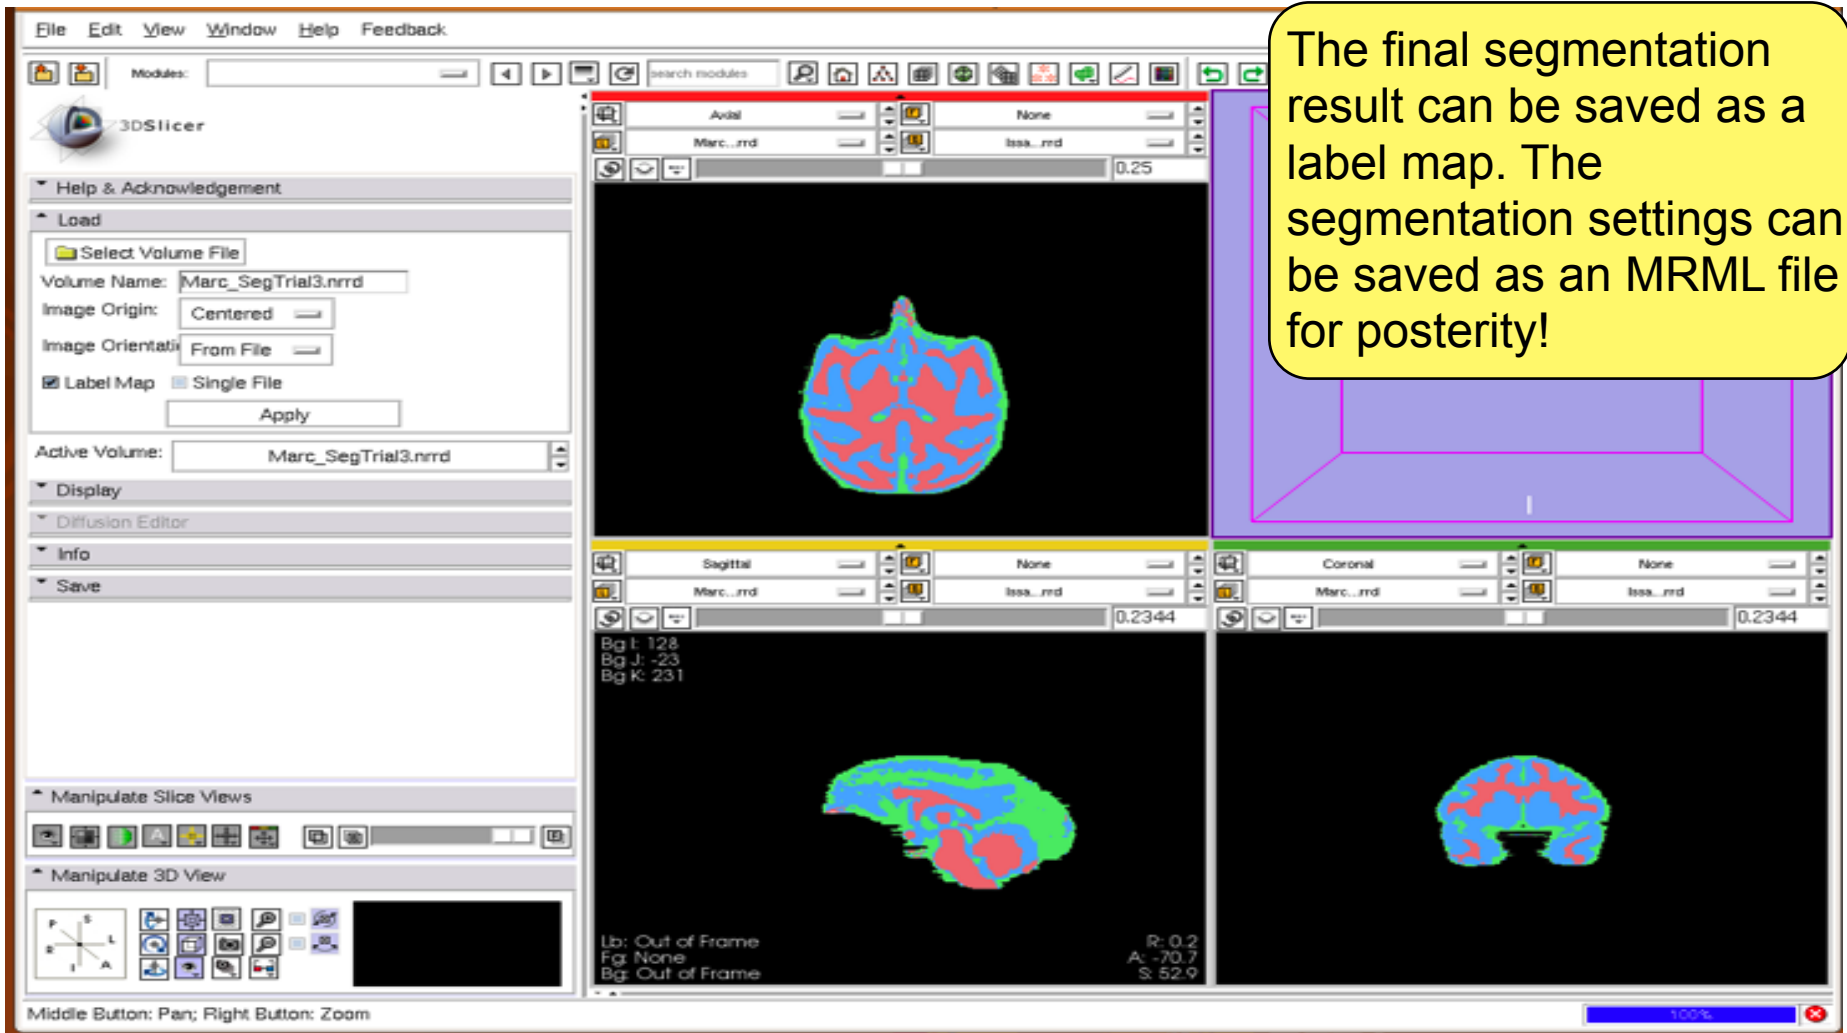 File Edit View Window Help Feedback
The final segmentation
result can be saved as a
label map. The
segmentation settings can
be saved as an MRML file
for posterity!
Modules:
search modules
3DSlicer
Help & Acknowledgement
Load
Select Volume File
Volume Name: Marc_SegTrial3.nrrd
Image Origin: Centered
Image Orientati From File
Label Map Single File
Apply
Active Volume: Marc_SegTrial3.nrrd
Display
Diffusion Editor
Info
Save
Manipulate Slice Views
Manipulate 3D View
P S
R L
I A
Axial None
Marc...rrd Issa...rrd
0.25
Sagittal None
Marc...rrd Issa...rrd
0.2344
Bg I: 128
Bg J: -23
Bg K: 231
Lb: Out of Frame
Fg: None
Bg: Out of Frame
R: 0.2
A: -70.7
S: 52.9
Coronal None
Marc...rrd Issa...rrd
0.2344
Middle Button: Pan; Right Button: Zoom
100%